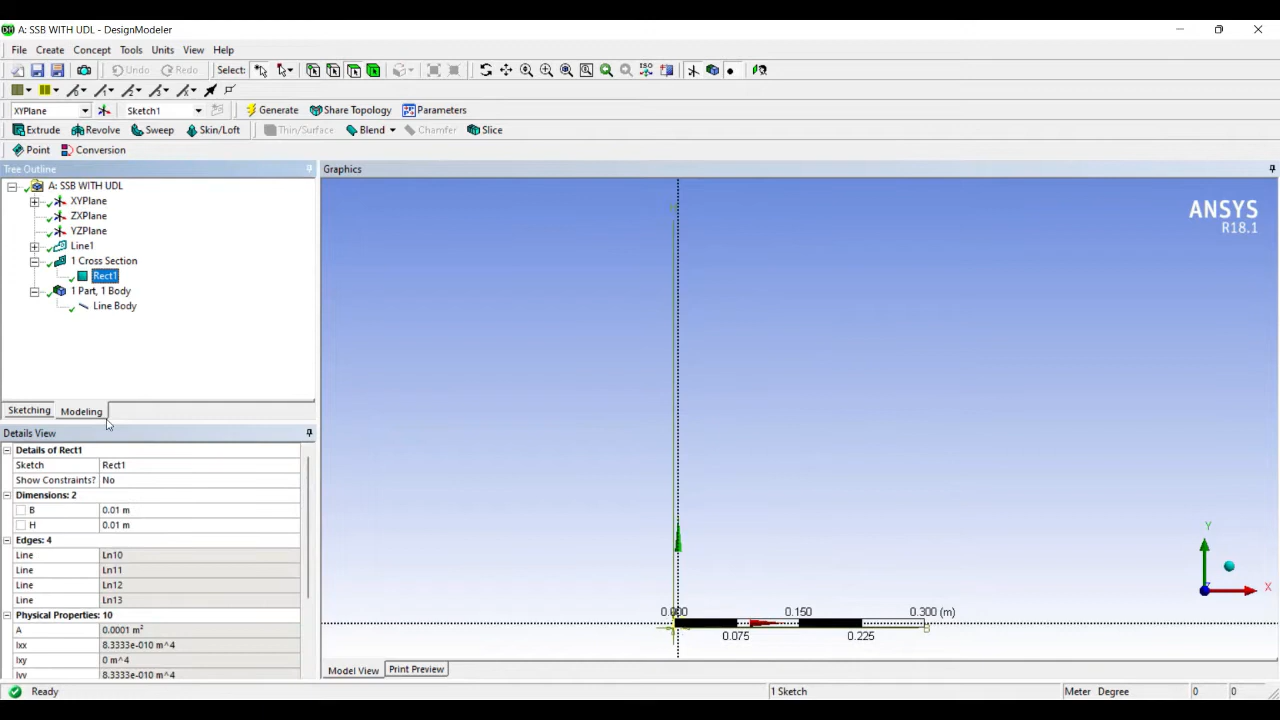 A: SSB WITH UDL - DesignModeler
File Create Concept Tools Units View Help
Undo Redo Select: ISO
XYPlane Sketch1 Generate Share Topology Parameters
Extrude Revolve Sweep Skin/Loft Thin/Surface Blend Chamfer Slice
Point Conversion
Tree Outline
Graphics
A: SSB WITH UDL
XYPlane
ZXPlane
YZPlane
Line1
1 Cross Section
Rect1
1 Part, 1 Body
Line Body
ANSYS
R18.1
Sketching Modeling
Details View
Details of Rect1
Sketch Rect1
Show Constraints? No
Dimensions: 2
B 0.01 m
H 0.01 m
Edges: 4
Line Ln10
Line Ln11
Line Ln12
Line Ln13
Physical Properties: 10
A 0.0001 m²
Ixx 8.3333e-010 m^4
Ixy 0 m^4
Iyy 8.3333e-010 m^4
Y
X
0.000 0.150 0.300 (m)
0.075 0.225
Model View Print Preview
Ready 1 Sketch Meter Degree 0 0